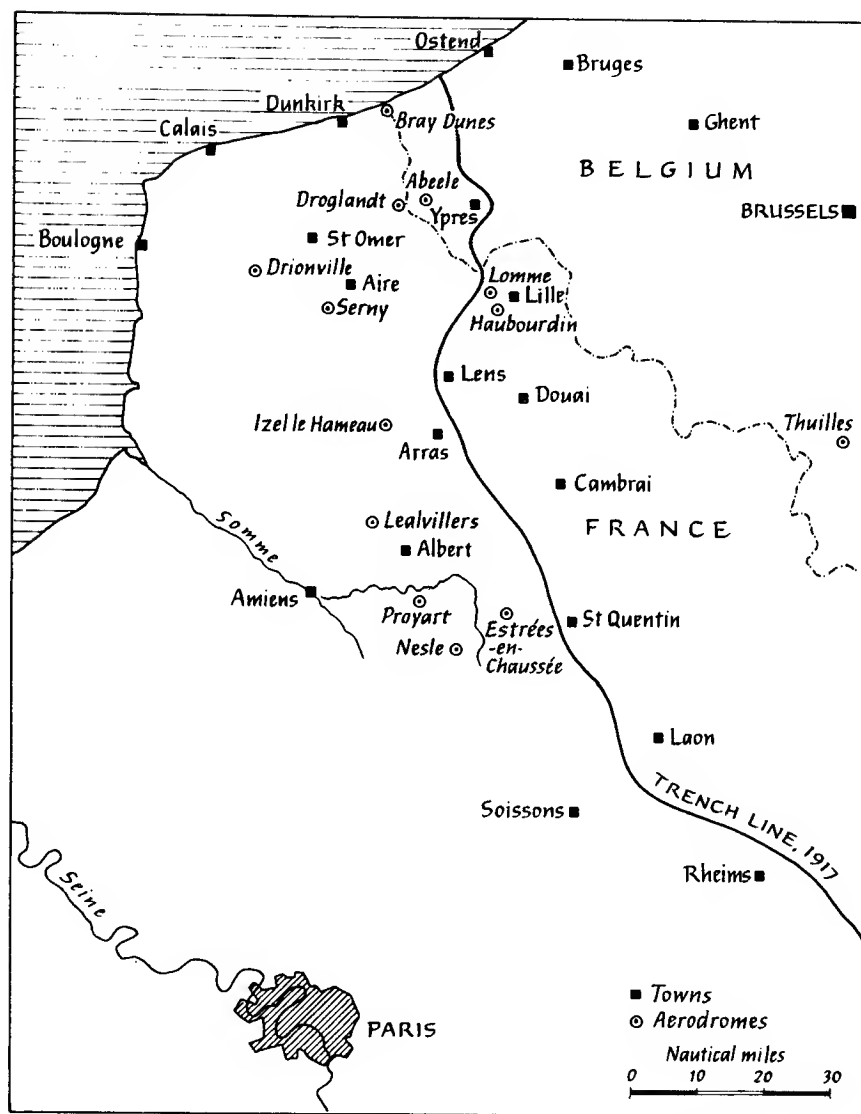 Ostend
Bruges
Dunkirk
Bray Dunes
Ghent
Calais
BELGIUM
Abeele
Droglandt
Ypres
BRUSSELS
Boulogne
St Omer
Drionville
Lomme
Aire
Lille
Serny
Haubourdin
Lens
Douai
Izel le Hameau
Thuilles
Arras
Cambrai
Somme
Lealvillers
FRANCE
Albert
Amiens
Proyart
Estrées
-en-
Chaussée
St Quentin
Nesle
Laon
TRENCH LINE, 1917
Soissons
Rheims
Seine
PARIS
Towns
Aerodromes
Nautical miles
0 10 20 30